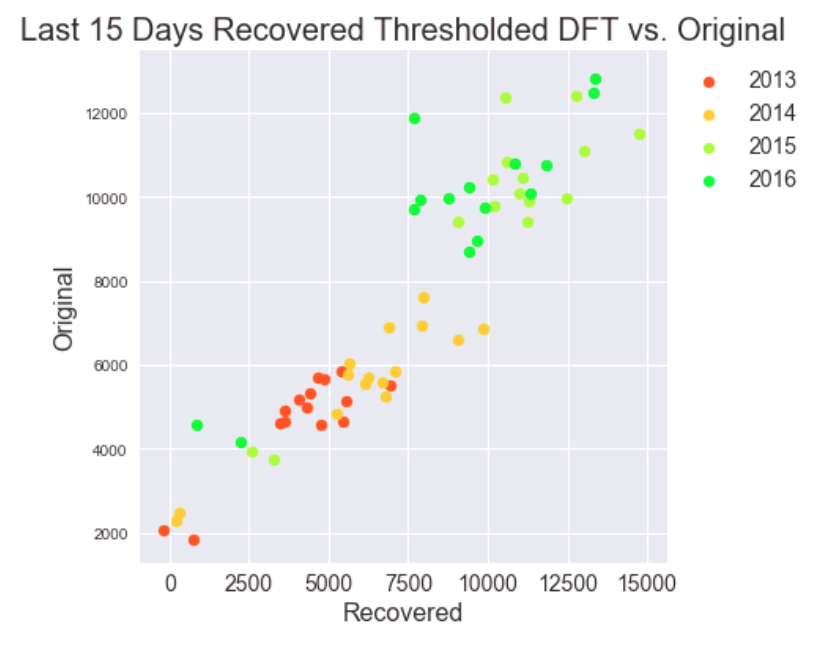 Last 15 Days Recovered Thresholded DFT vs. Original
2013
2014
2015
2016
12000
10000
8000
6000
4000
2000
Original
0 2500 5000 7500 10000 12500 15000
Recovered